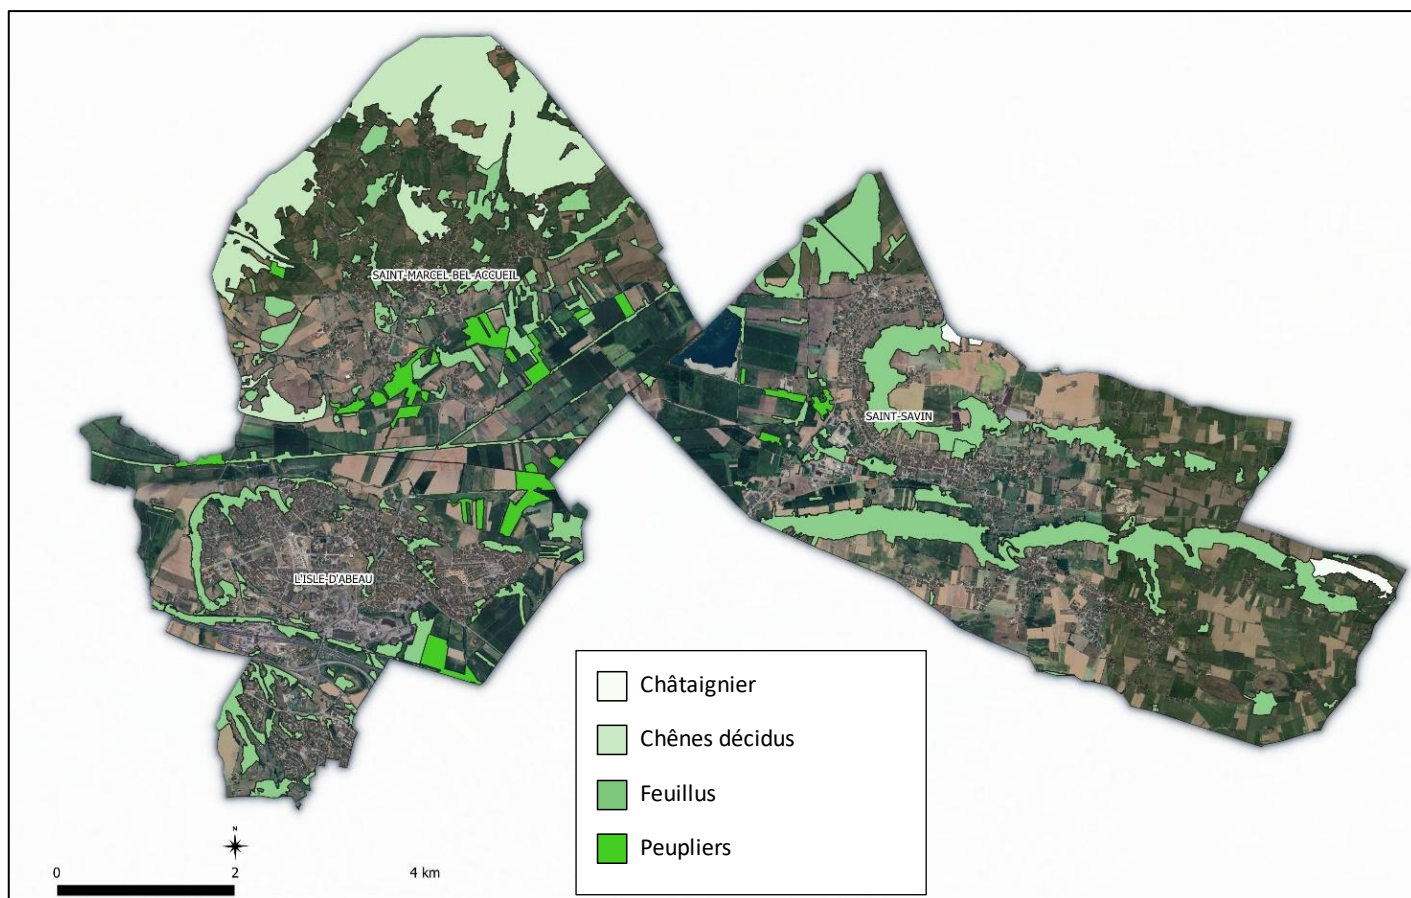 SAINT-MARCEL-BEL-ACCUEIL
SAINT-SAVIN
L'ISLE-D'ABEAU
Châtaignier
Chênes décidus
Feuillus
Peupliers
N
0 2 4 km